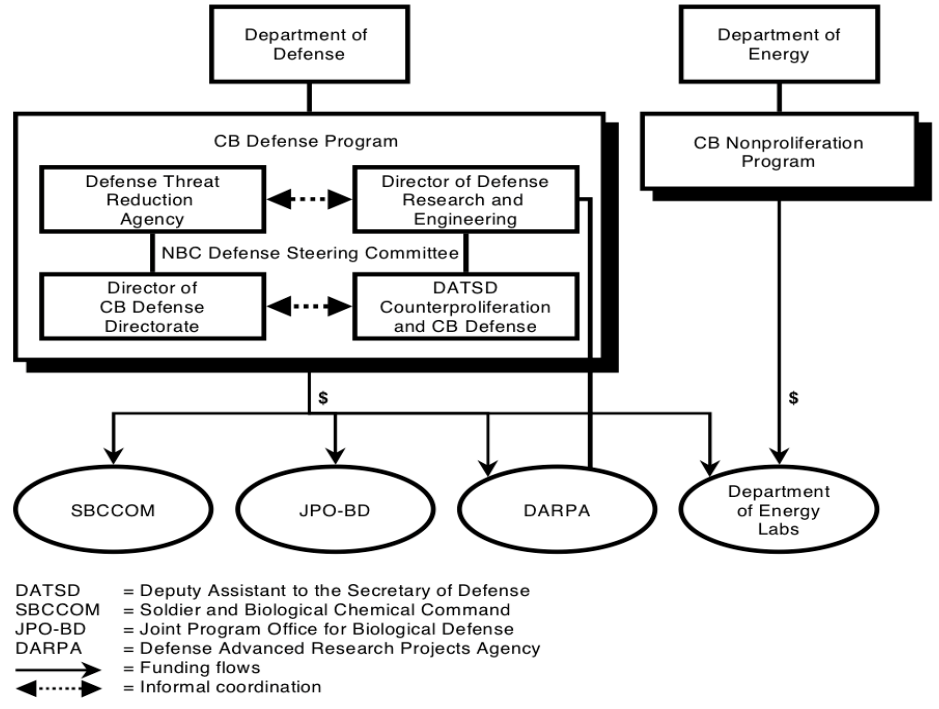 Department of
Defense
Department of
Energy
CB Defense Program
CB Nonproliferation
Program
Defense Threat
Reduction
Agency
Director of Defense
Research and
Engineering
NBC Defense Steering Committee
Director of
CB Defense
Directorate
DATSD
Counterproliferation
and CB Defense
$
$
SBCCOM
JPO-BD
DARPA
Department
of Energy
Labs
DATSD = Deputy Assistant to the Secretary of Defense
SBCCOM = Soldier and Biological Chemical Command
JPO-BD = Joint Program Office for Biological Defense
DARPA = Defense Advanced Research Projects Agency
= Funding flows
= Informal coordination